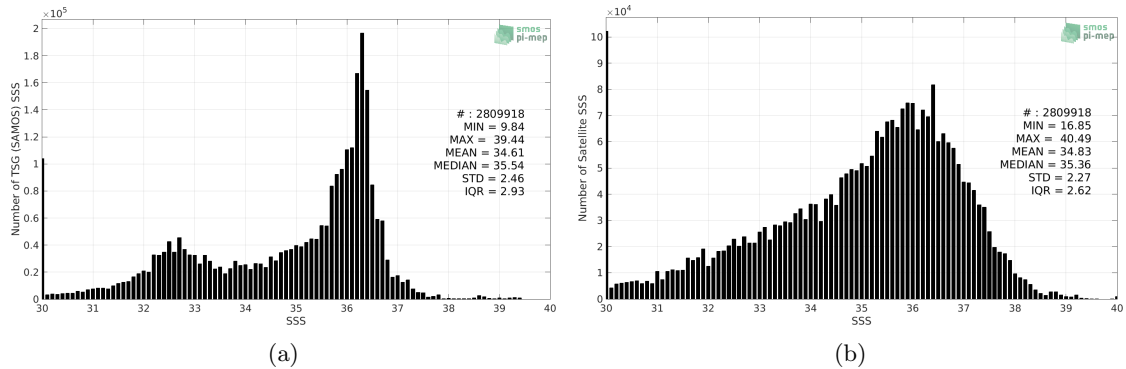 ×10⁵
2
1.8
1.6
1.4
1.2
1
0.8
0.6
0.4
0.2
0
Number of TSG (SAMOS) SSS
smos
pi-mep
# : 2809918
MIN = 9.84
MAX = 39.44
MEAN = 34.61
MEDIAN = 35.54
STD = 2.46
IQR = 2.93
30 31 32 33 34 35 36 37 38 39 40
SSS
(a)
×10⁴
10
9
8
7
6
5
4
3
2
1
0
Number of Satellite SSS
smos
pi-mep
# : 2809918
MIN = 16.85
MAX = 40.49
MEAN = 34.83
MEDIAN = 35.36
STD = 2.27
IQR = 2.62
30 31 32 33 34 35 36 37 38 39 40
SSS
(b)